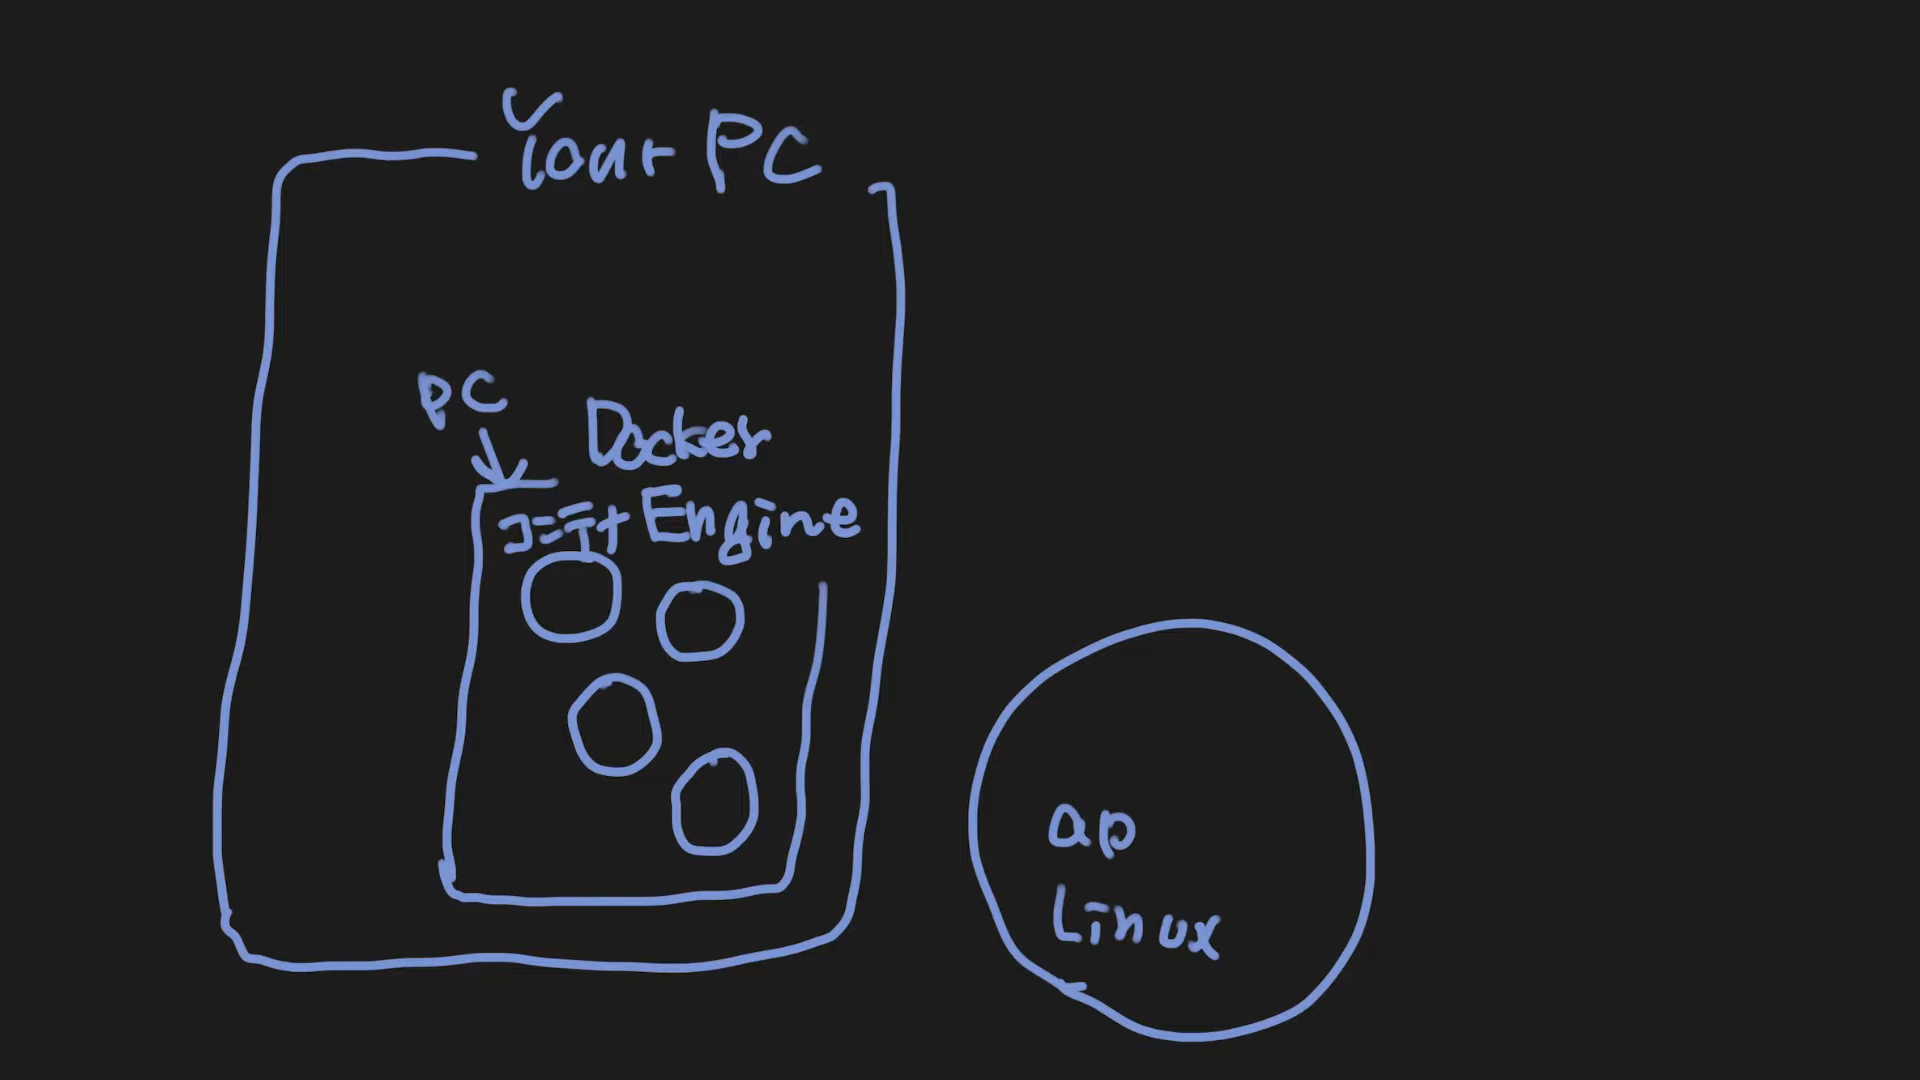 Your PC
PC
Docker
Engine
コンテナ
ap
Linux